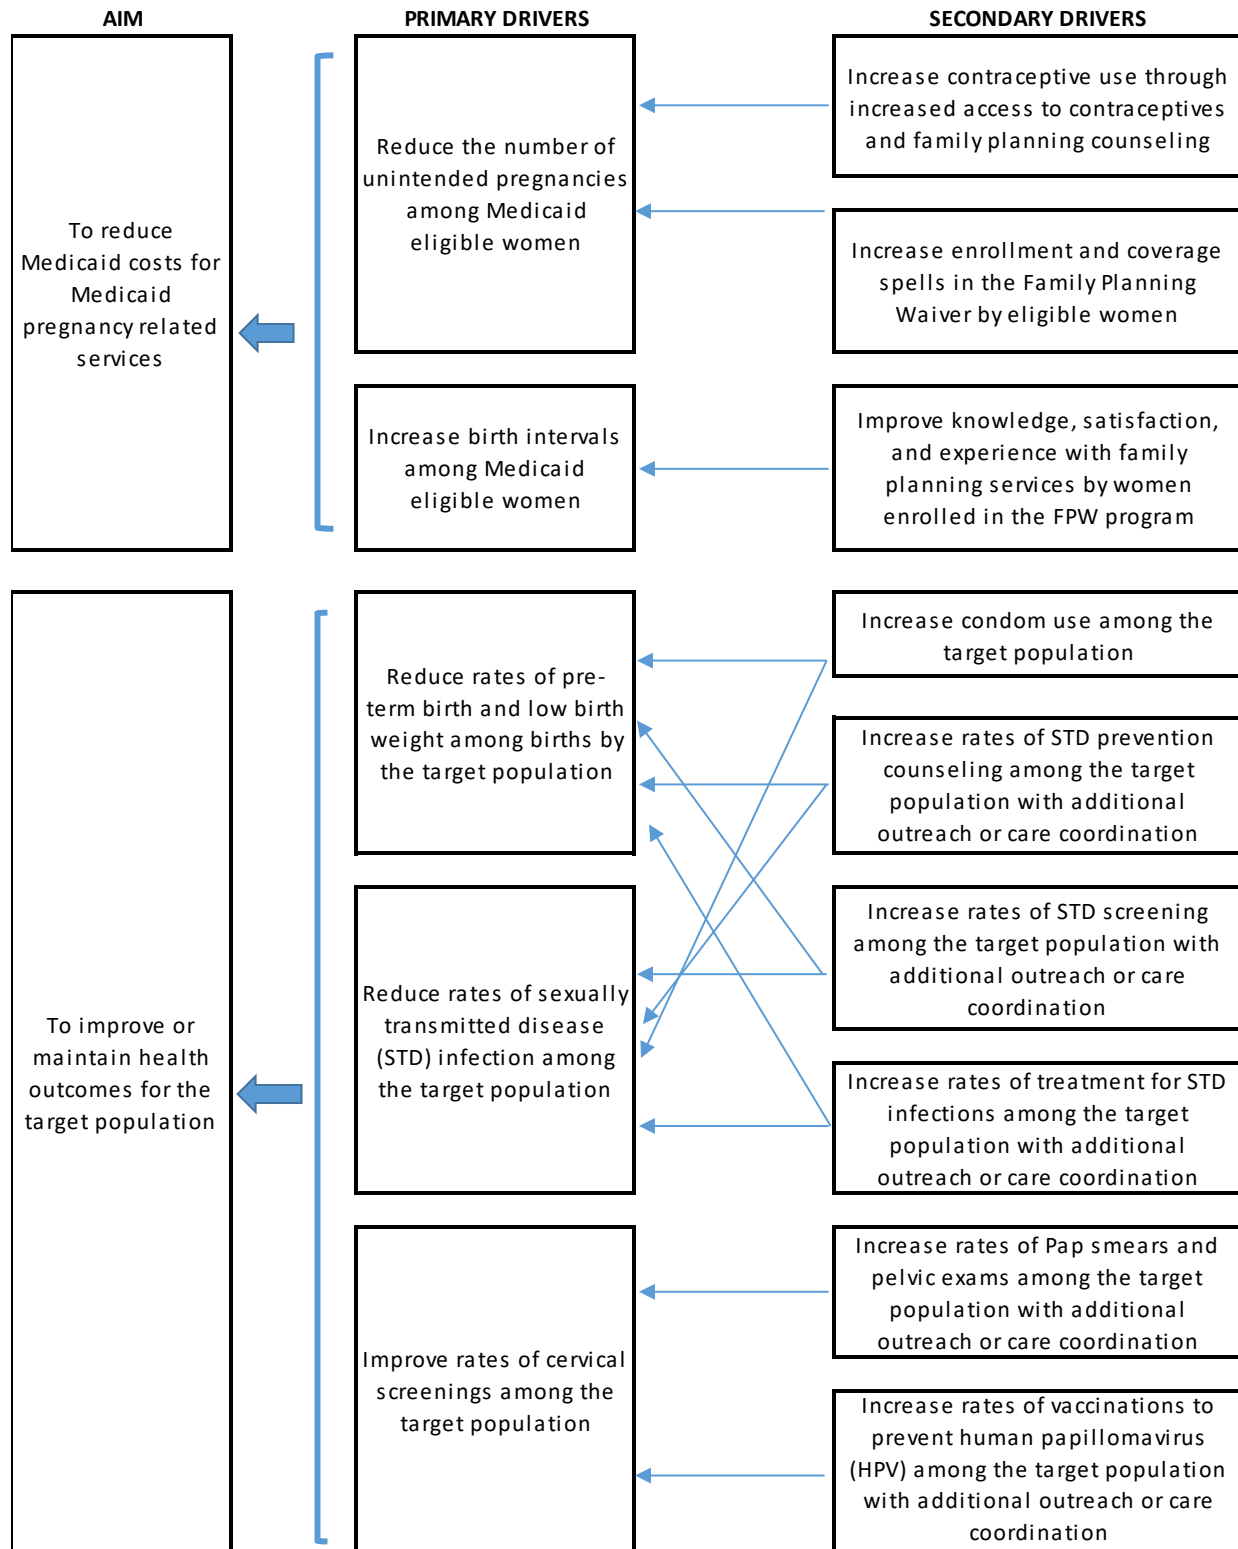 AIM
PRIMARY DRIVERS
SECONDARY DRIVERS
To reduce
Medicaid costs for
Medicaid
pregnancy related
services
Reduce the number of
unintended pregnancies
among Medicaid
eligible women
Increase birth intervals
among Medicaid
eligible women
Increase contraceptive use through
increased access to contraceptives
and family planning counseling
Increase enrollment and coverage
spells in the Family Planning
Waiver by eligible women
Improve knowledge, satisfaction,
and experience with family
planning services by women
enrolled in the FPW program
To improve or
maintain health
outcomes for the
target population
Reduce rates of pre-
term birth and low birth
weight among births by
the target population
Reduce rates of sexually
transmitted disease
(STD) infection among
the target population
Improve rates of cervical
screenings among the
target population
Increase condom use among the
target population
Increase rates of STD prevention
counseling among the target
population with additional
outreach or care coordination
Increase rates of STD screening
among the target population with
additional outreach or care
coordination
Increase rates of treatment for STD
infections among the target
population with additional
outreach or care coordination
Increase rates of Pap smears and
pelvic exams among the target
population with additional
outreach or care coordination
Increase rates of vaccinations to
prevent human papillomavirus
(HPV) among the target population
with additional outreach or care
coordination